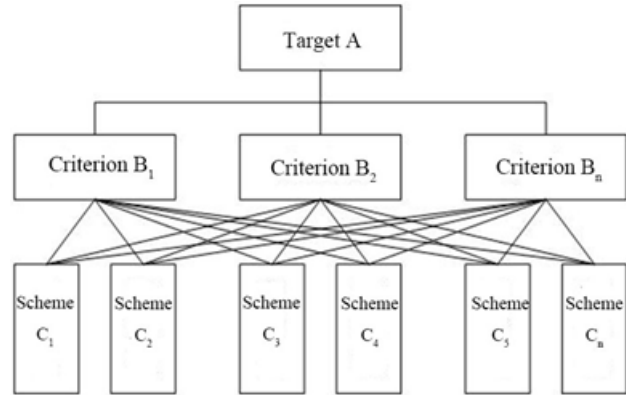 Target A
Criterion B₁
Criterion B₂
Criterion Bₙ
Scheme
C₁
Scheme
C₂
Scheme
C₃
Scheme
C₄
Scheme
C₅
Scheme
Cₙ